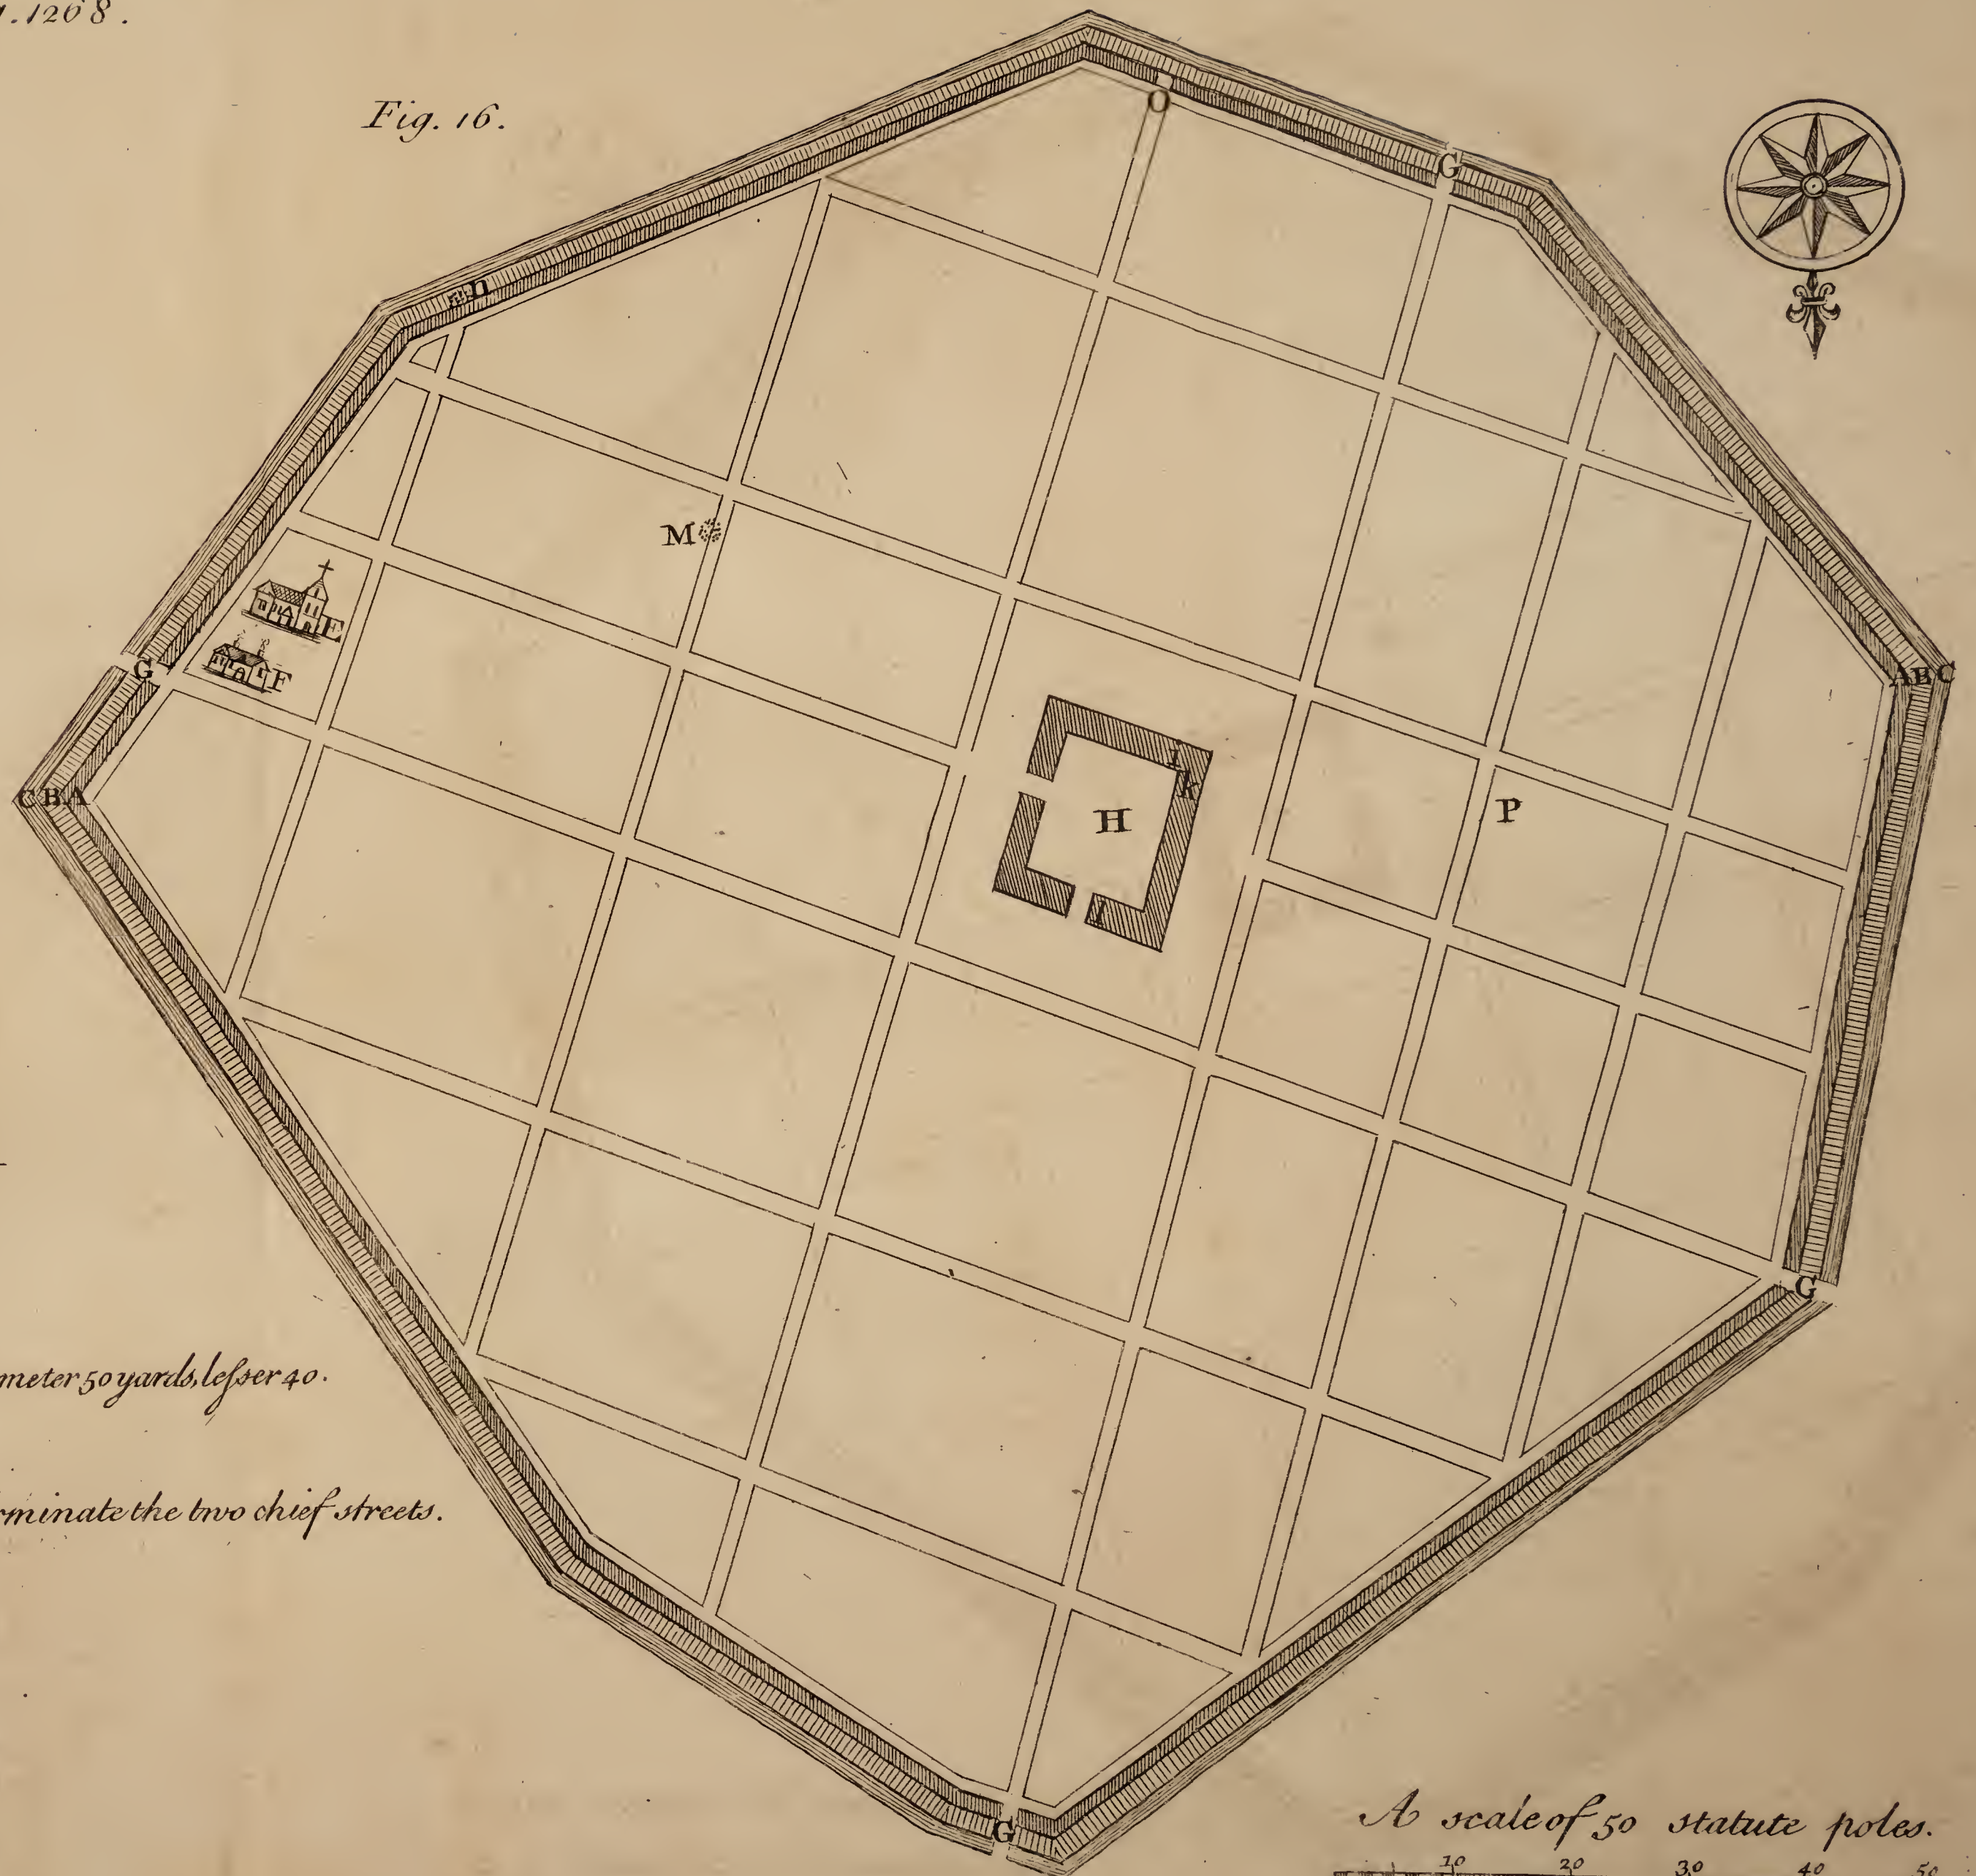 1268.
Fig. 16.
O
G
n
M
E
F
G
ABC
CBA
I
k
H
P
l
G
meter 50 yards, leſser 40.
rminate the two chief streets.
G
A scale of 50 statute poles.
10 20 30 40 50